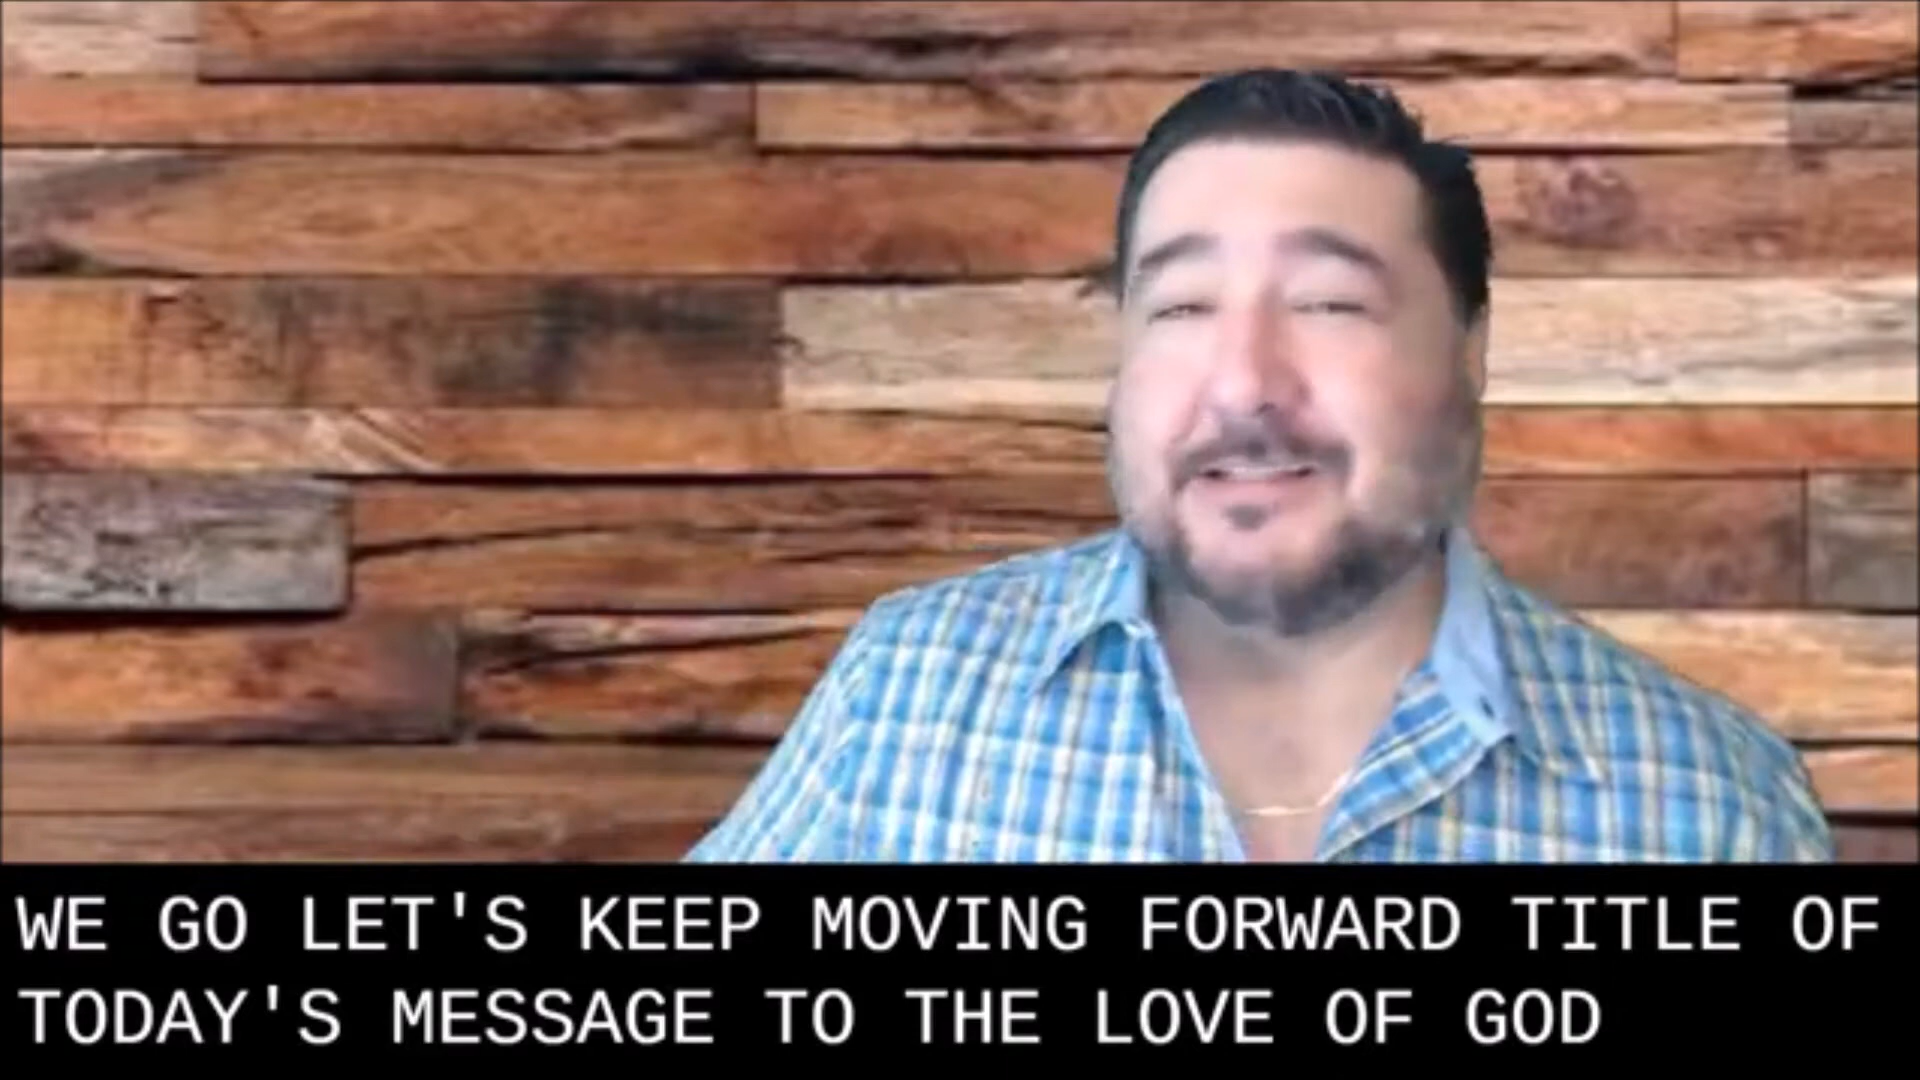 WE GO LET'S KEEP MOVING FORWARD TITLE OF
TODAY'S MESSAGE TO THE LOVE OF GOD